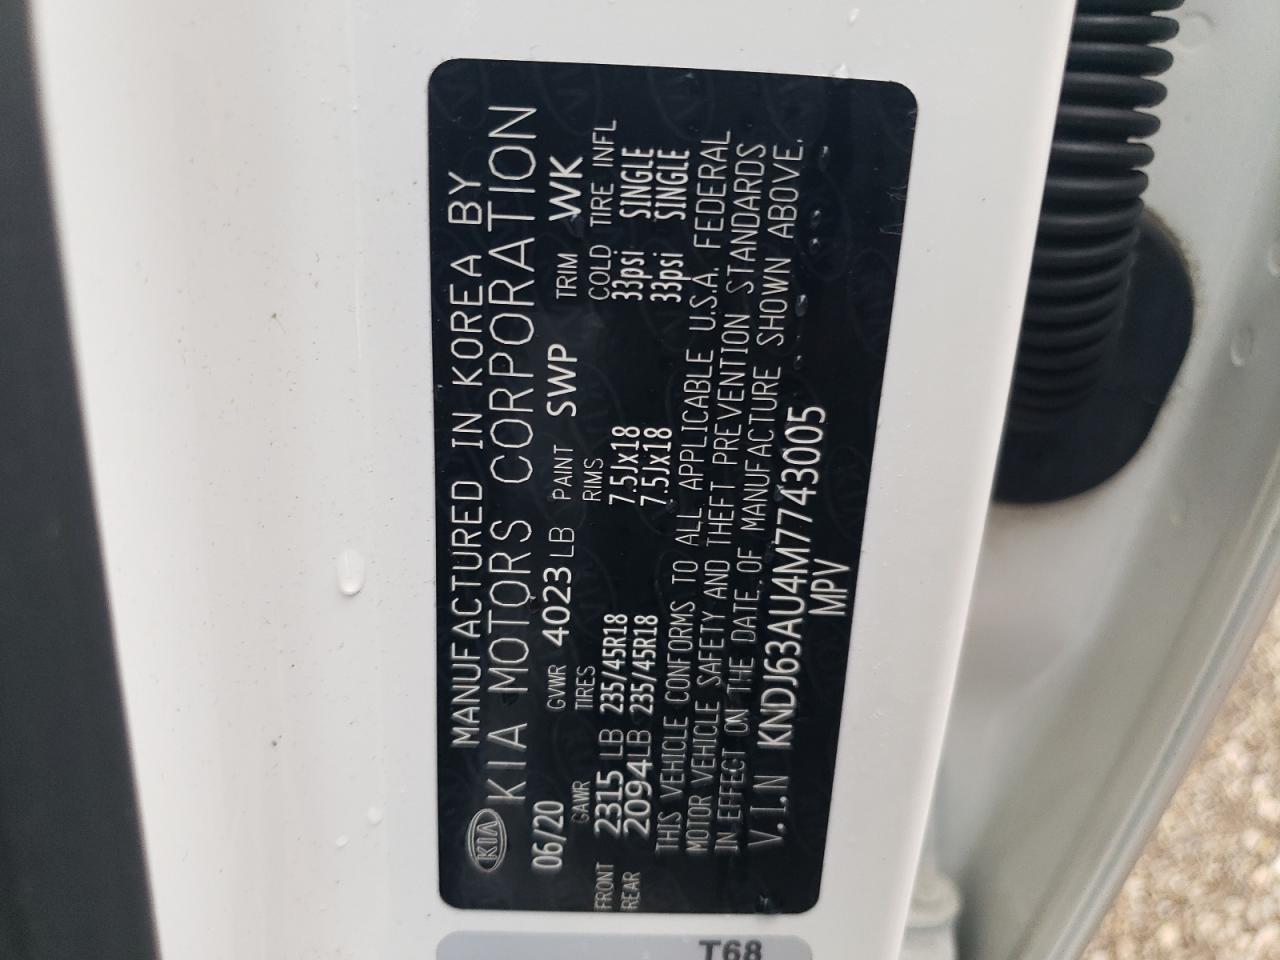 MANUFACTURED IN KOREA BY
KIA KIA MOTORS CORPORATION
06/20 GVWR 4023 LB PAINT SWP TRIM WK
GAWR TIRES RIMS COLD TIRE INFL
FRONT 2315 LB 235/45R18 7.5Jx18 33psi SINGLE
REAR 2094 LB 235/45R18 7.5Jx18 33psi SINGLE
THIS VEHICLE CONFORMS TO ALL APPLICABLE U.S.A. FEDERAL
MOTOR VEHICLE SAFETY AND THEFT PREVENTION STANDARDS
IN EFFECT ON THE DATE OF MANUFACTURE SHOWN ABOVE.
V.I.N KNDJ63AU4M7743005
MPV
T68